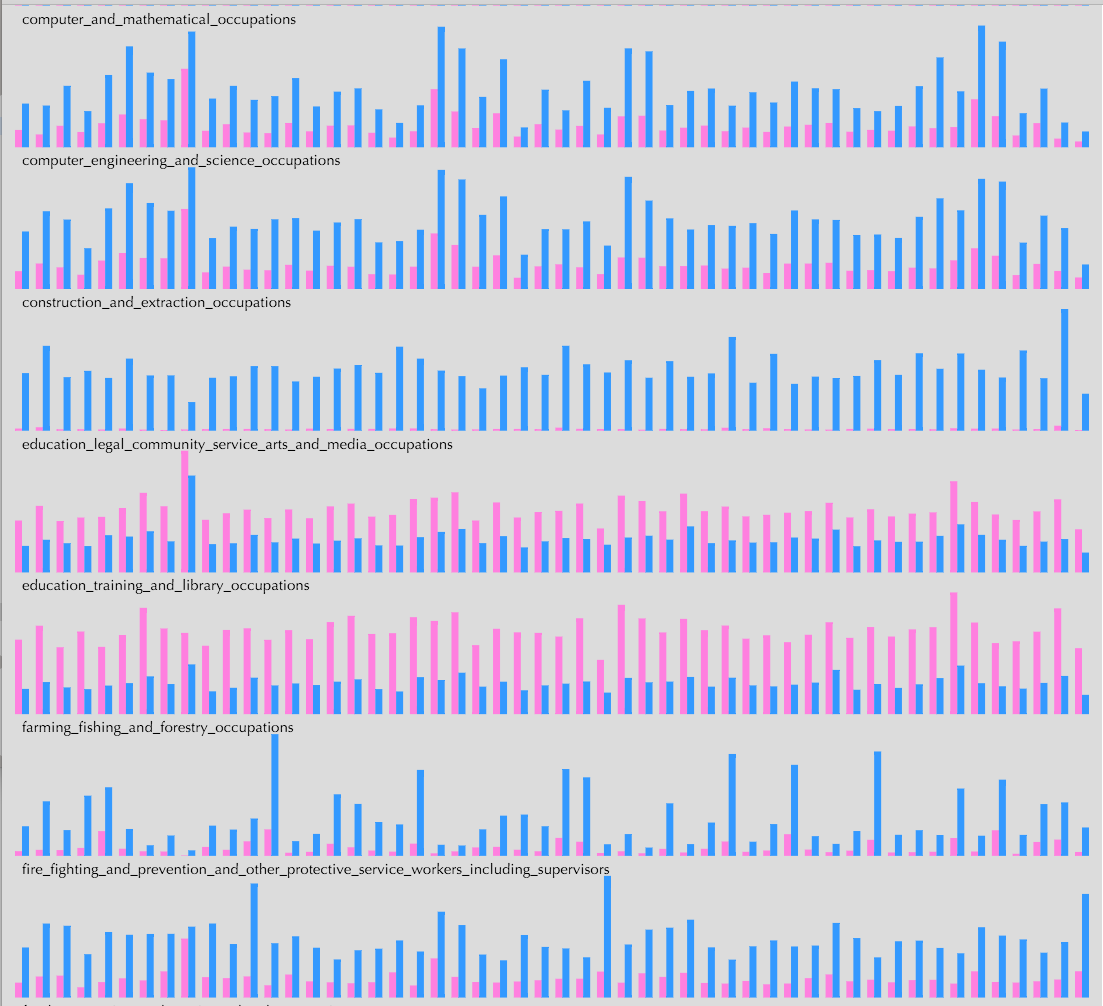 computer_and_mathematical_occupations
computer_engineering_and_science_occupations
construction_and_extraction_occupations
education_legal_community_service_arts_and_media_occupations
education_training_and_library_occupations
farming_fishing_and_forestry_occupations
fire_fighting_and_prevention_and_other_protective_service_workers_including_supervisors